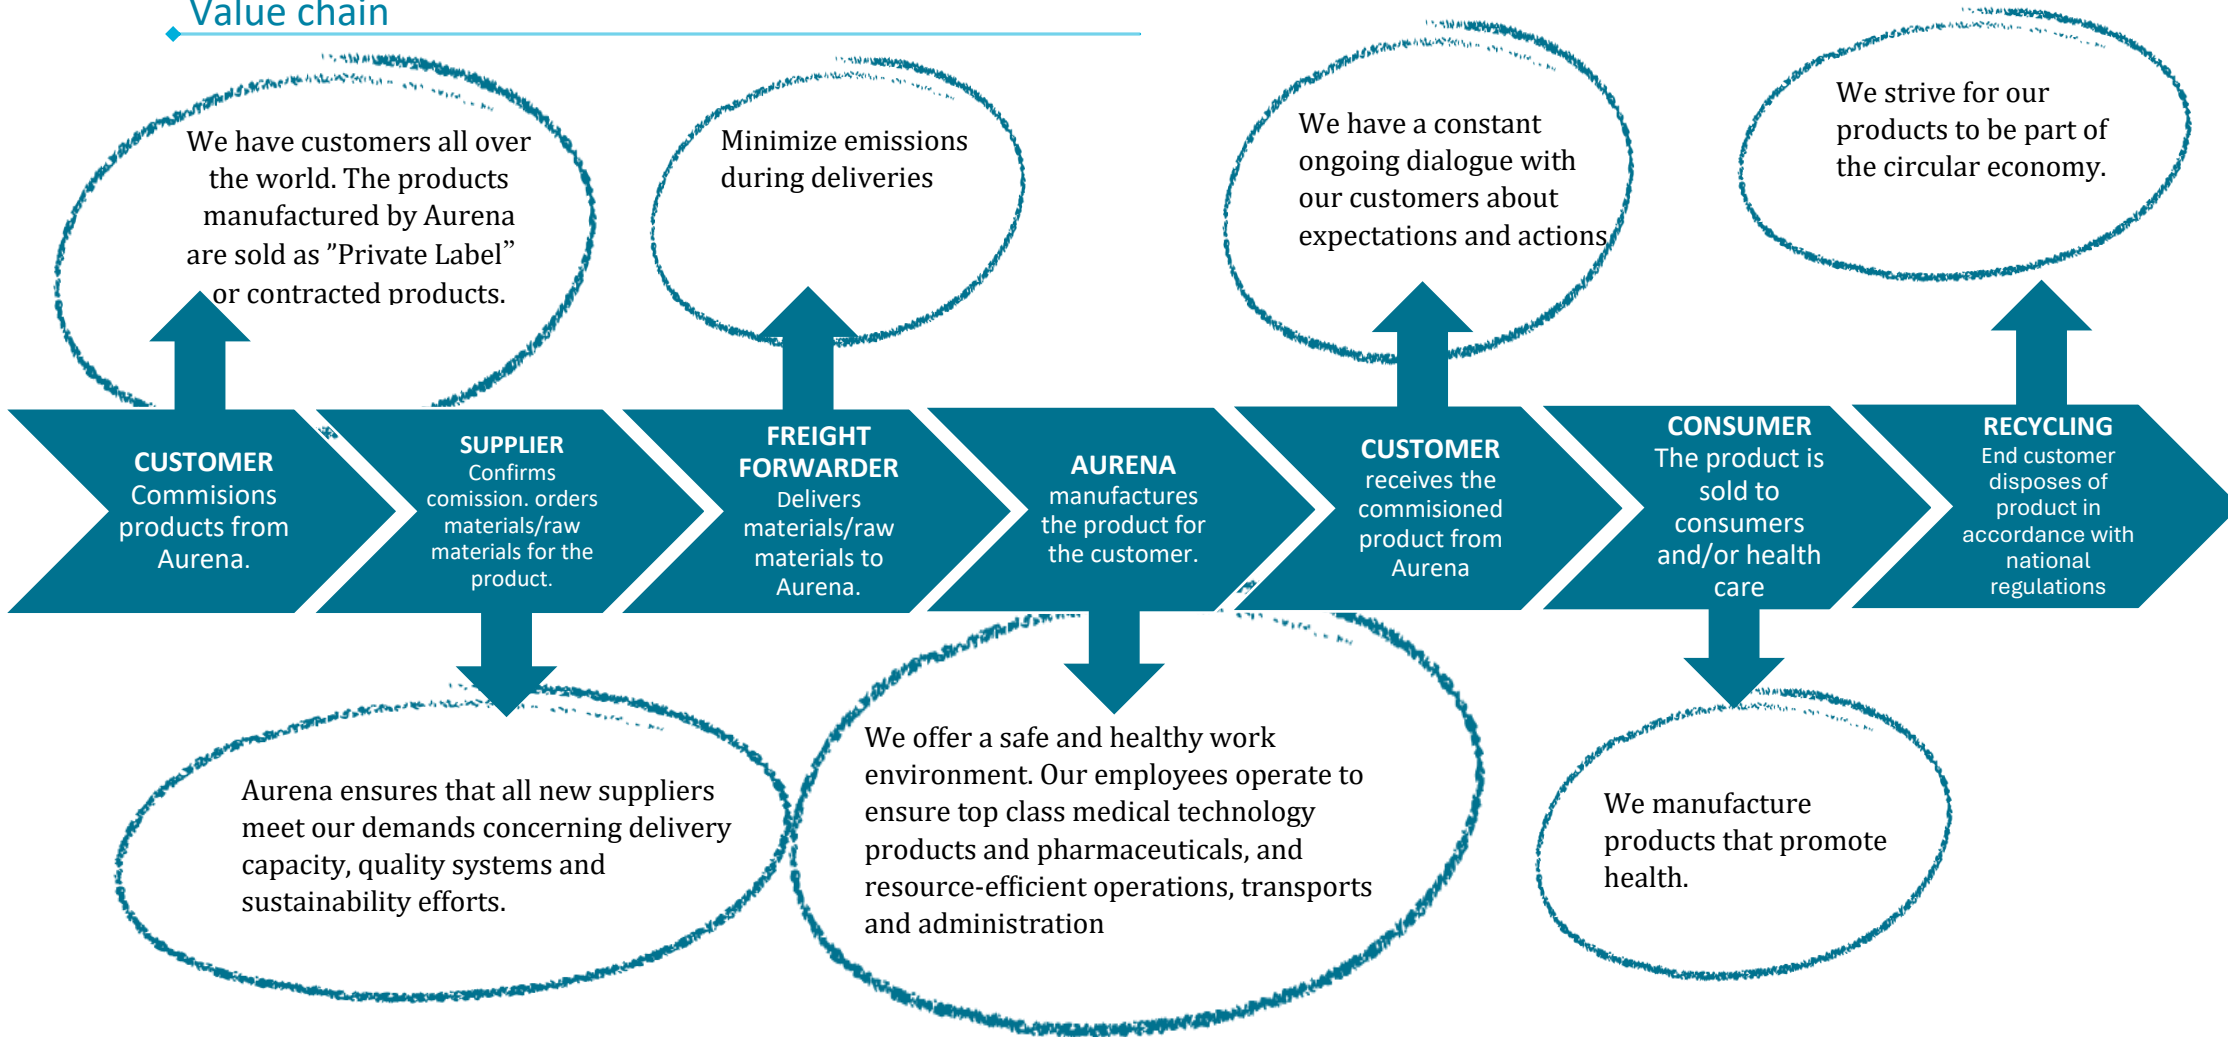 Value chain
We have customers all over
the world. The products
manufactured by Aurena
are sold as ”Private Label”
or contracted products.
Minimize emissions
during deliveries
We have a constant
ongoing dialogue with
our customers about
expectations and actions
We strive for our
products to be part of
the circular economy.
CUSTOMER
Commisions
products from
Aurena.
SUPPLIER
Confirms
comission. orders
materials/raw
materials for the
product.
FREIGHT
FORWARDER
Delivers
materials/raw
materials to
Aurena.
AURENA
manufactures
the product for
the customer.
CUSTOMER
receives the
commisioned
product from
Aurena
CONSUMER
The product is
sold to
consumers
and/or health
care
RECYCLING
End customer
disposes of
product in
accordance with
national
regulations
Aurena ensures that all new suppliers
meet our demands concerning delivery
capacity, quality systems and
sustainability efforts.
We offer a safe and healthy work
environment. Our employees operate to
ensure top class medical technology
products and pharmaceuticals, and
resource-efficient operations, transports
and administration
We manufacture
products that promote
health.